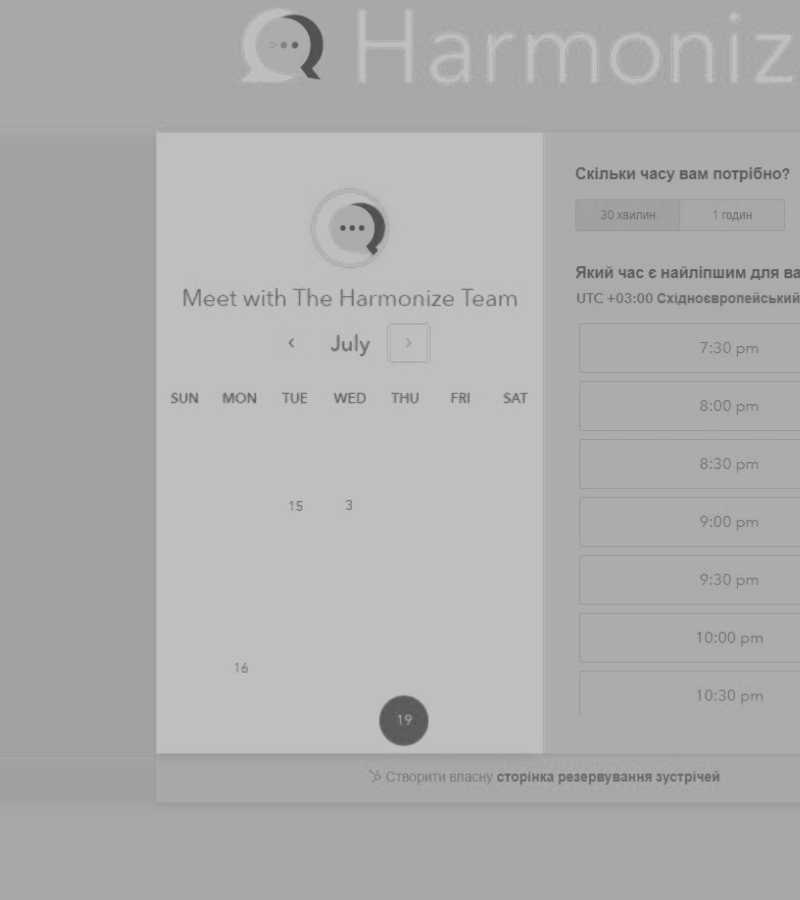 Harmoniz
Meet with The Harmonize Team
‹ July ›
SUN MON TUE WED THU FRI SAT
15 3
16
19
Скільки часу вам потрібно?
30 хвилин 1 годин
Який час є найліпшим для ва
UTC +03:00 Східноєвропейський
7:30 pm
8:00 pm
8:30 pm
9:00 pm
9:30 pm
10:00 pm
10:30 pm
Створити власну сторінка резервування зустрічей